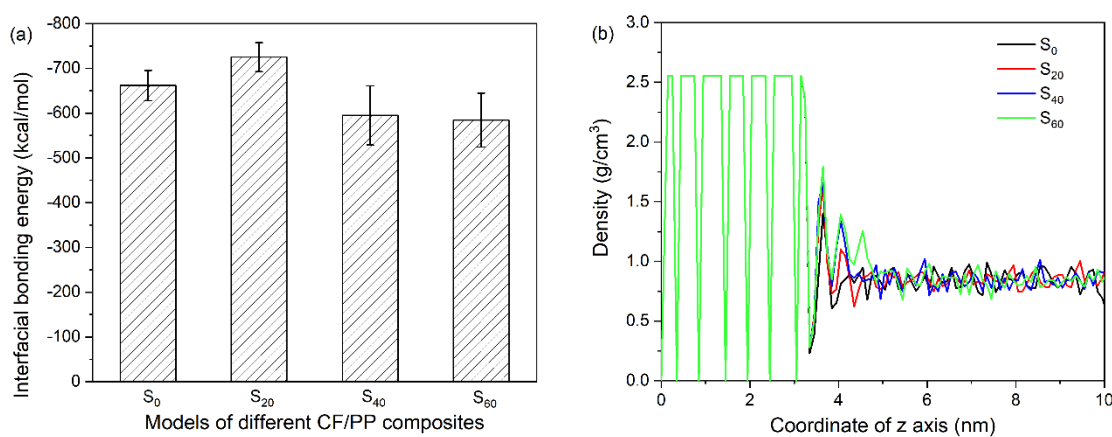 (a)
Interfacial bonding energy (kcal/mol)
-800
-700
-600
-500
-400
-300
-200
-100
0
S₀ S₂₀ S₄₀ S₆₀
Models of different CF/PP composites
(b)
Density (g/cm³)
3.0
2.5
2.0
1.5
1.0
0.5
0.0
S₀
S₂₀
S₄₀
S₆₀
0 2 4 6 8 10
Coordinate of z axis (nm)